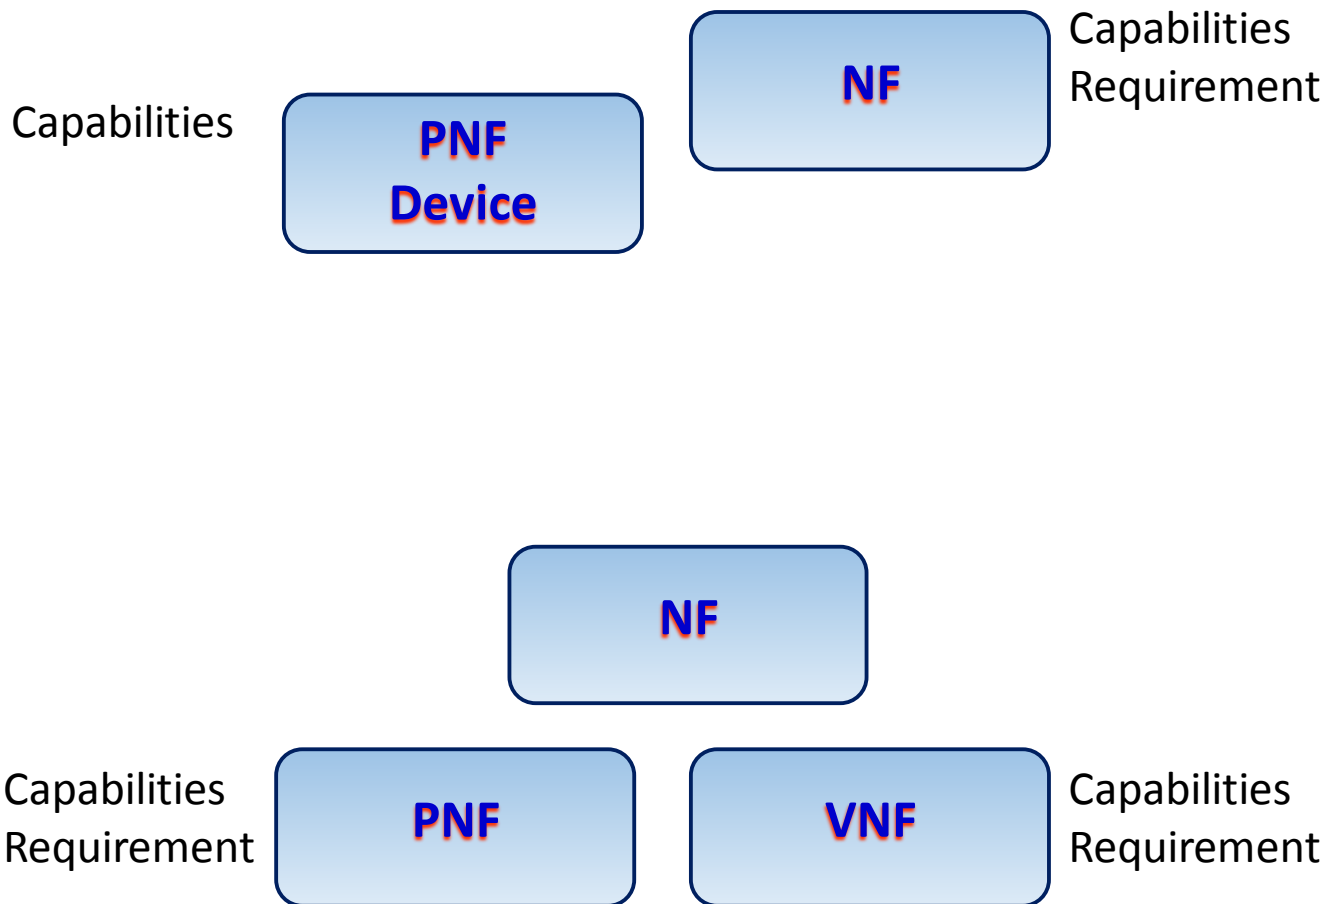 Capabilities
Requirement
NF
Capabilities
PNF
Device
NF
Capabilities
Requirement
PNF
VNF
Capabilities
Requirement